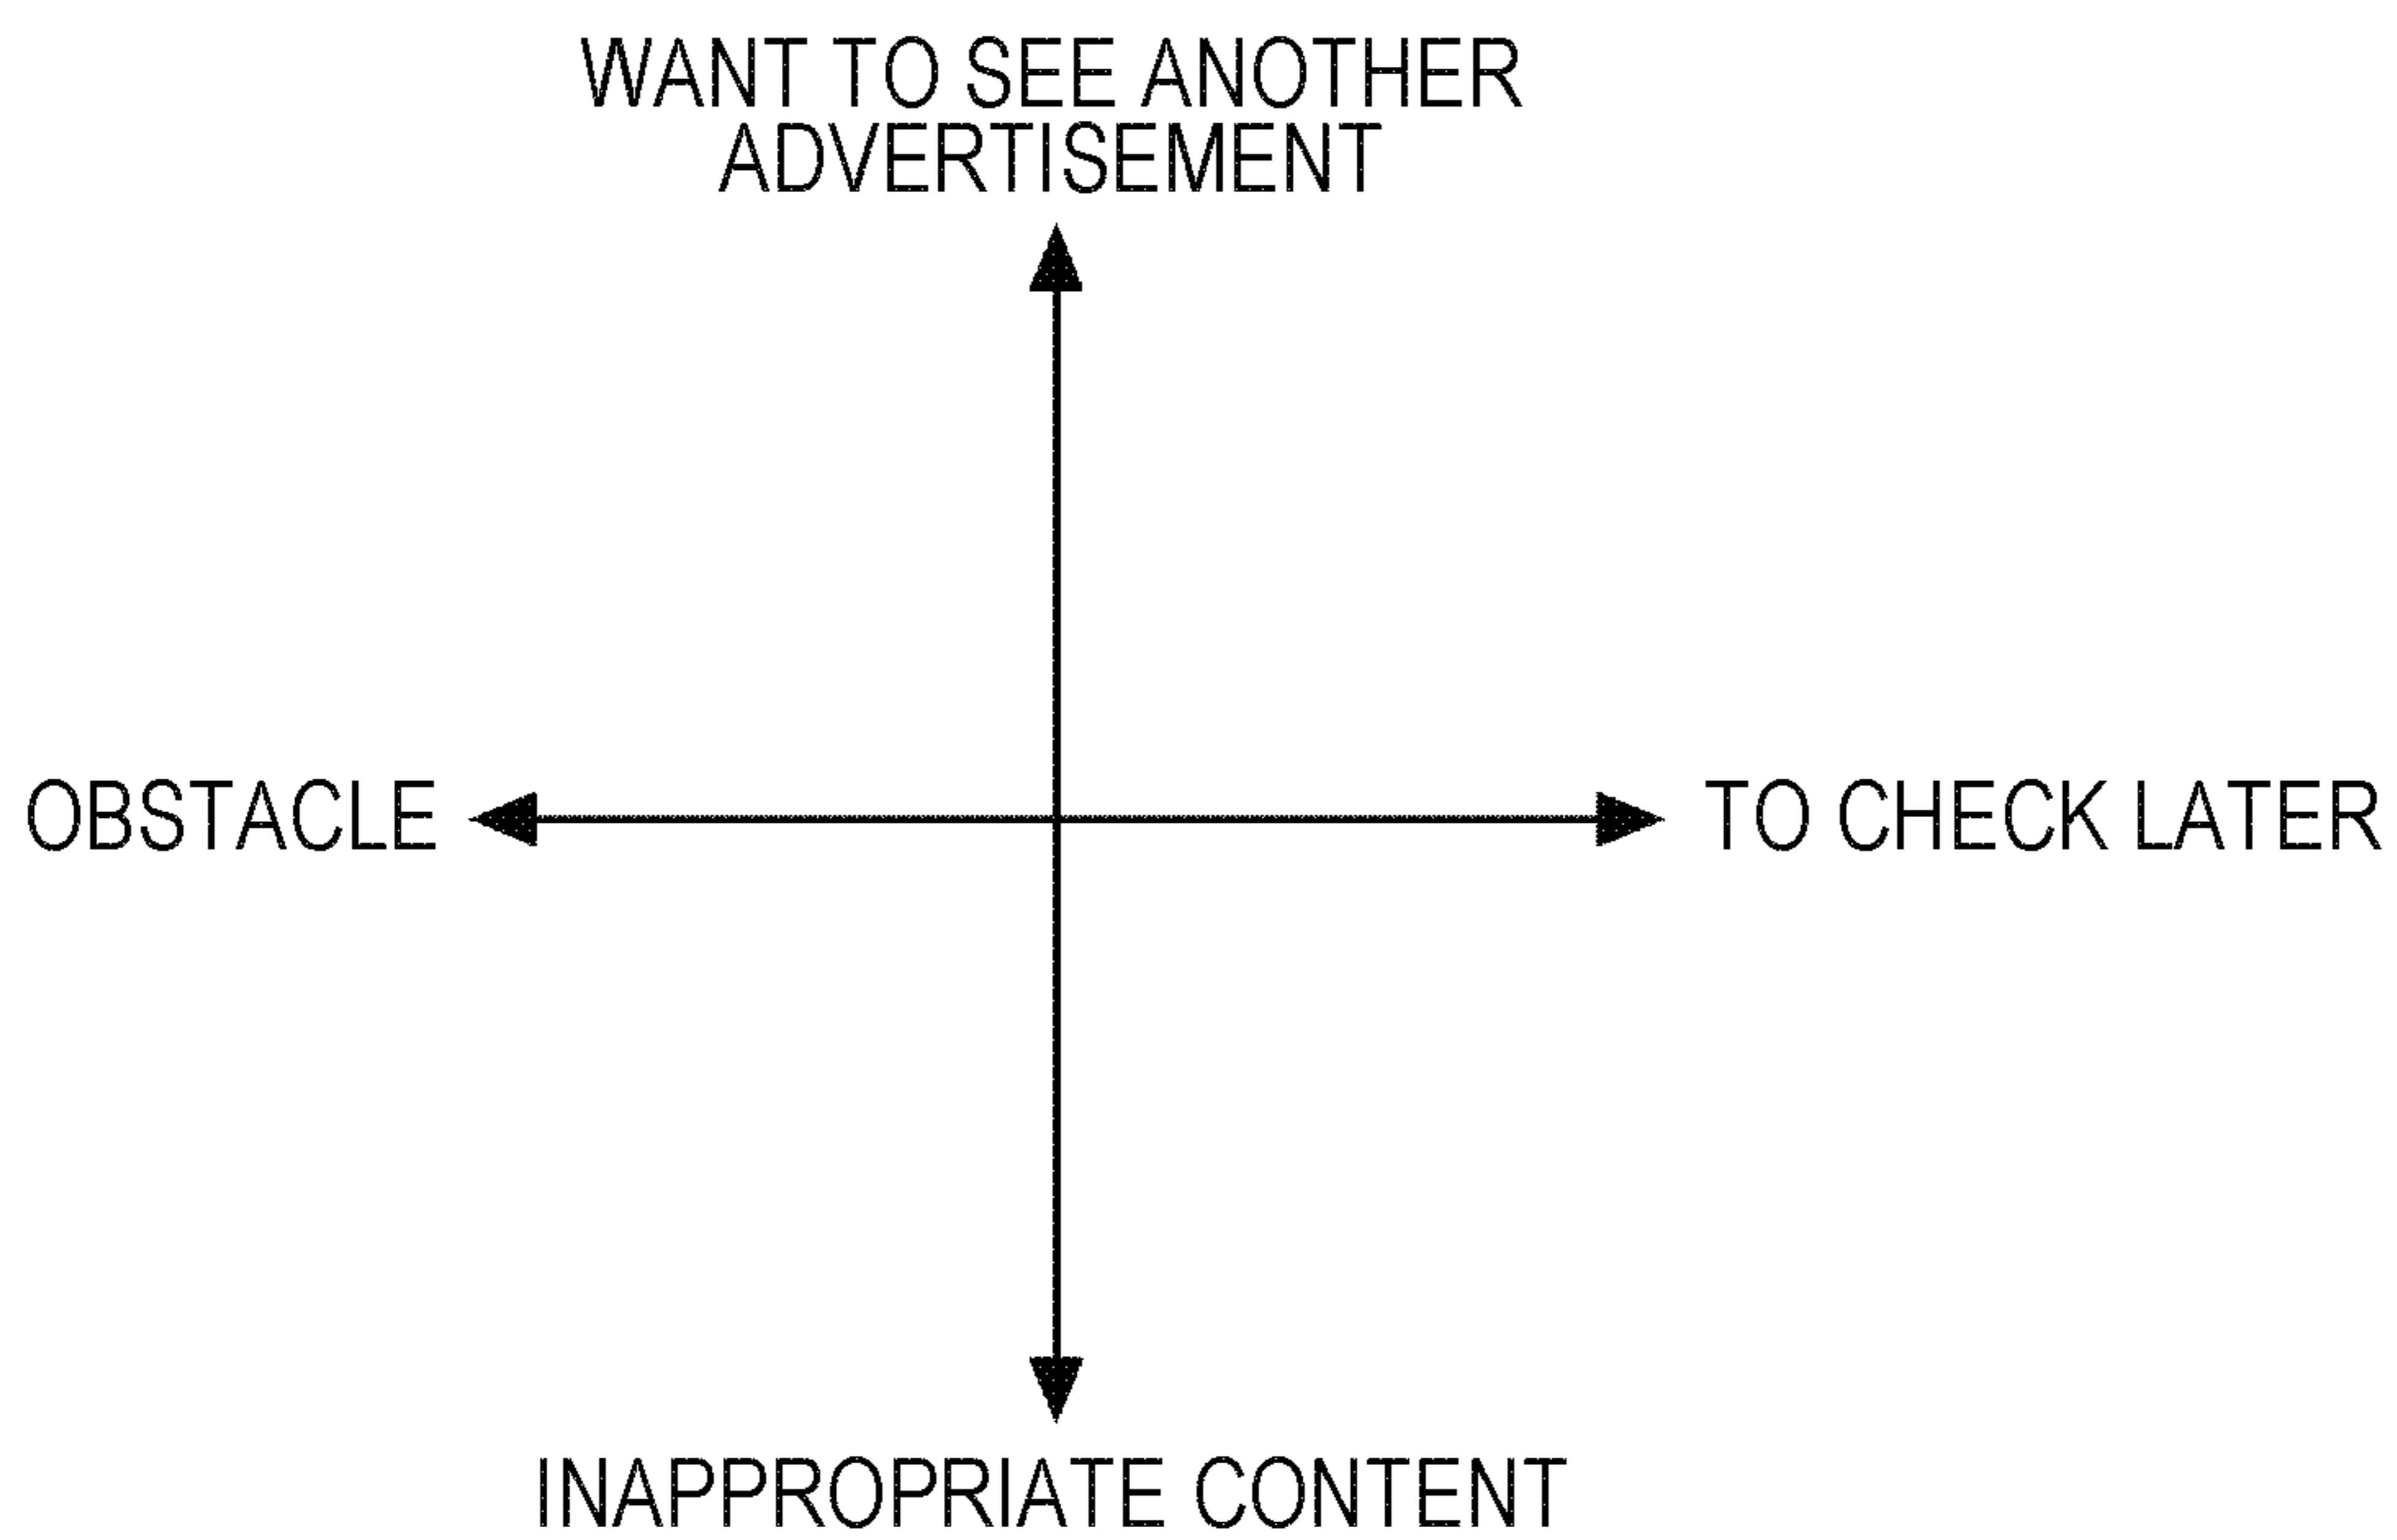 WANT TO SEE ANOTHER
ADVERTISEMENT
OBSTACLE
TO CHECK LATER
INAPPROPRIATE CONTENT